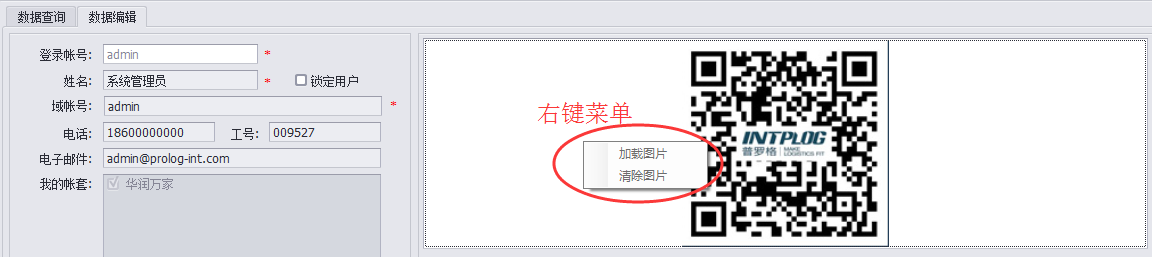 数据查询 数据编辑
登录帐号: admin *
姓名: 系统管理员 * 锁定用户
域帐号: admin *
电话: 18600000000 工号: 009527
电子邮件: admin@prolog-int.com
我的帐套: 华润万家
右键菜单
加载图片
清除图片
INTPLOG
普罗格 MAKE LOGISTICS FIT